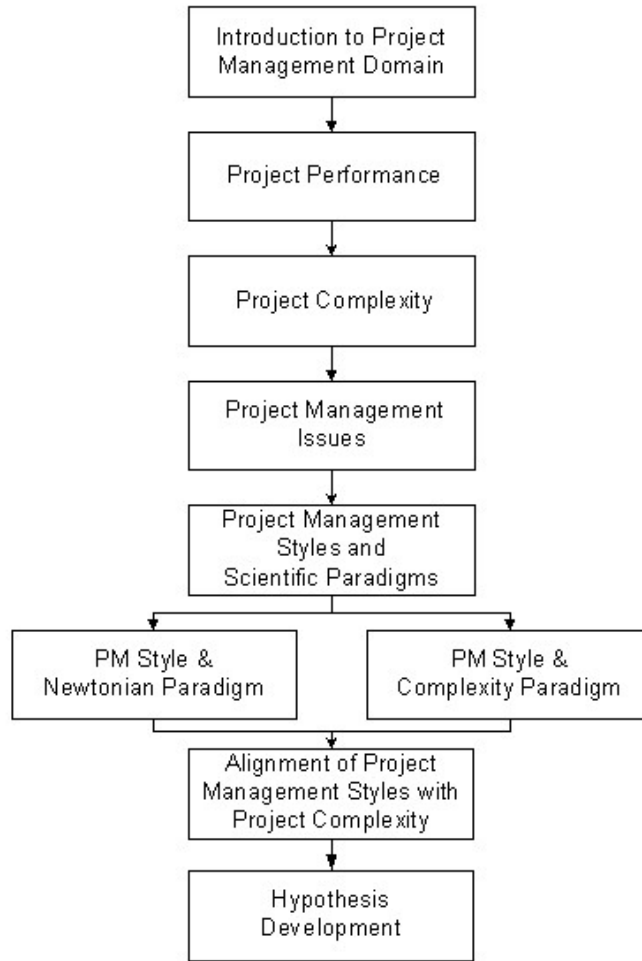 Introduction to Project
Management Domain
Project Performance
Project Complexity
Project Management
Issues
Project Management
Styles and
Scientific Paradigms
PM Style &
Newtonian Paradigm
PM Style &
Complexity Paradigm
Alignment of Project
Management Styles with
Project Complexity
Hypothesis
Development